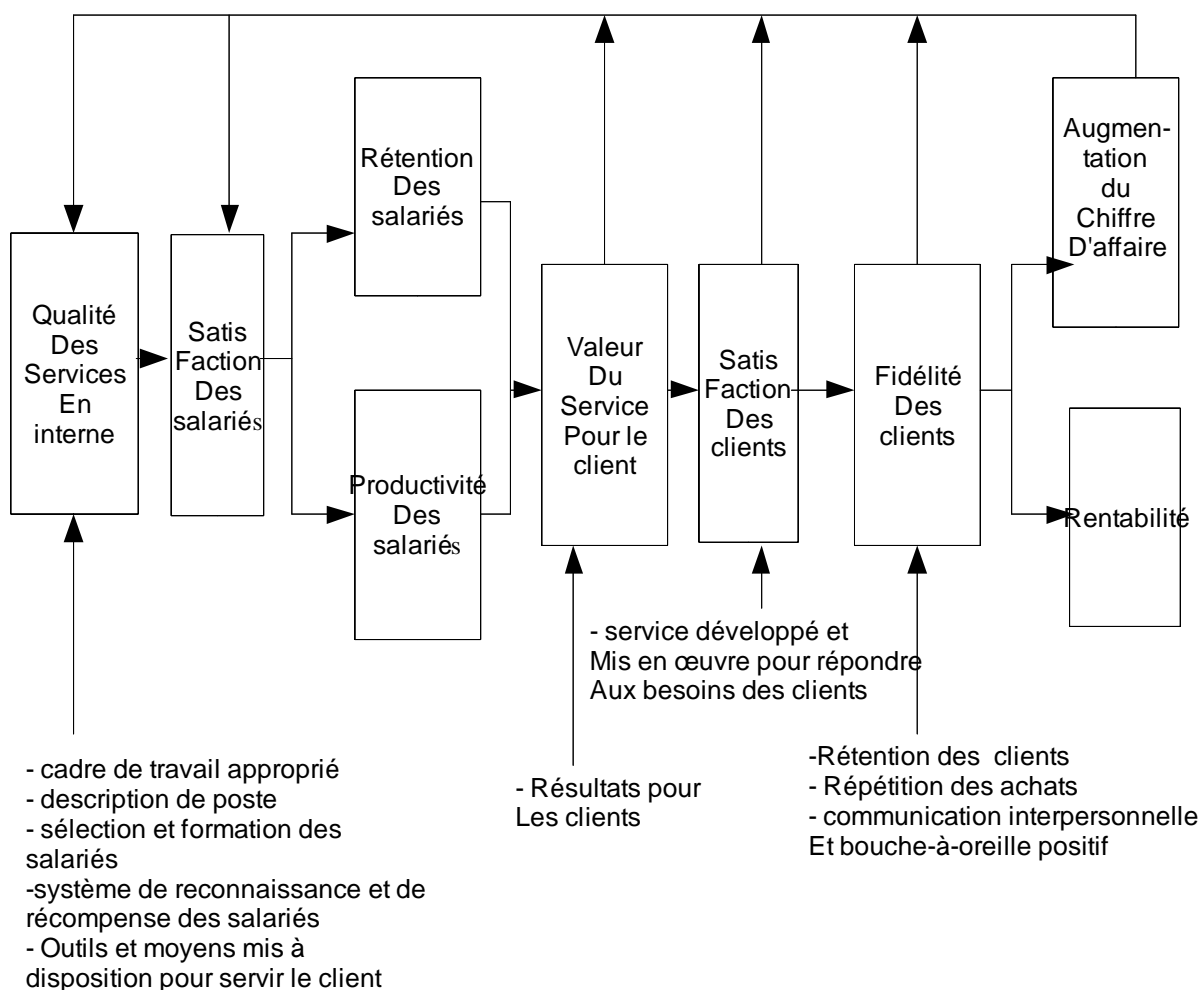 Qualité
Des
Services
En
interne
Satis
Faction
Des
salariés
Rétention
Des
salariés
Productivité
Des
salariés
Valeur
Du
Service
Pour le
client
Satis
Faction
Des
clients
Fidélité
Des
clients
Augmen-
tation
du
Chiffre
D'affaire
Rentabilité
- cadre de travail approprié
- description de poste
- sélection et formation des
salariés
-système de reconnaissance et de
récompense des salariés
- Outils et moyens mis à
disposition pour servir le client
- Résultats pour
Les clients
- service développé et
Mis en œuvre pour répondre
Aux besoins des clients
-Rétention des  clients
- Répétition des achats
- communication interpersonnelle
Et bouche-à-oreille positif